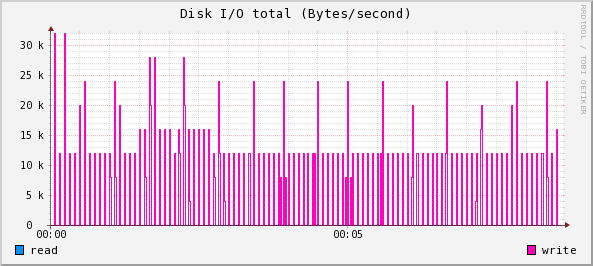 Disk I/O total (Bytes/second)
RRDTOOL / TOBI OETIKER
30 k
25 k
20 k
15 k
10 k
5 k
0
00:00 00:05
read write